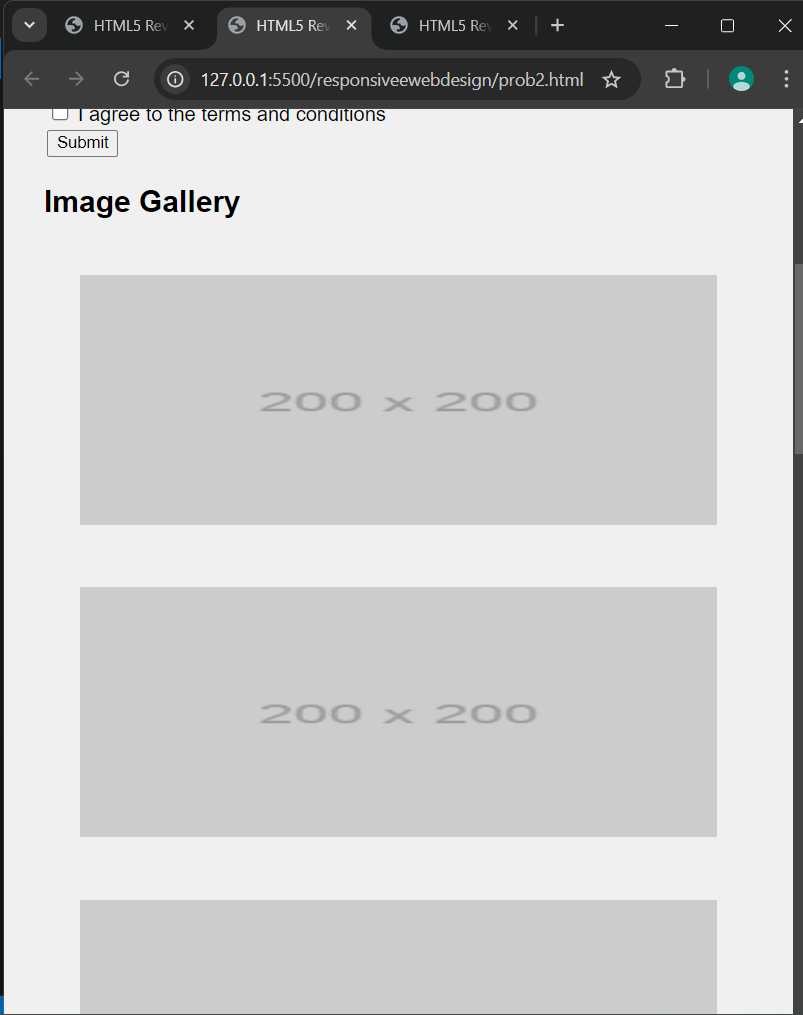 HTML5 Rev
HTML5 Rev
HTML5 Rev
127.0.0.1:5500/responsiveewebdesign/prob2.html
I agree to the terms and conditions
Submit
Image Gallery
200 x 200
200 x 200